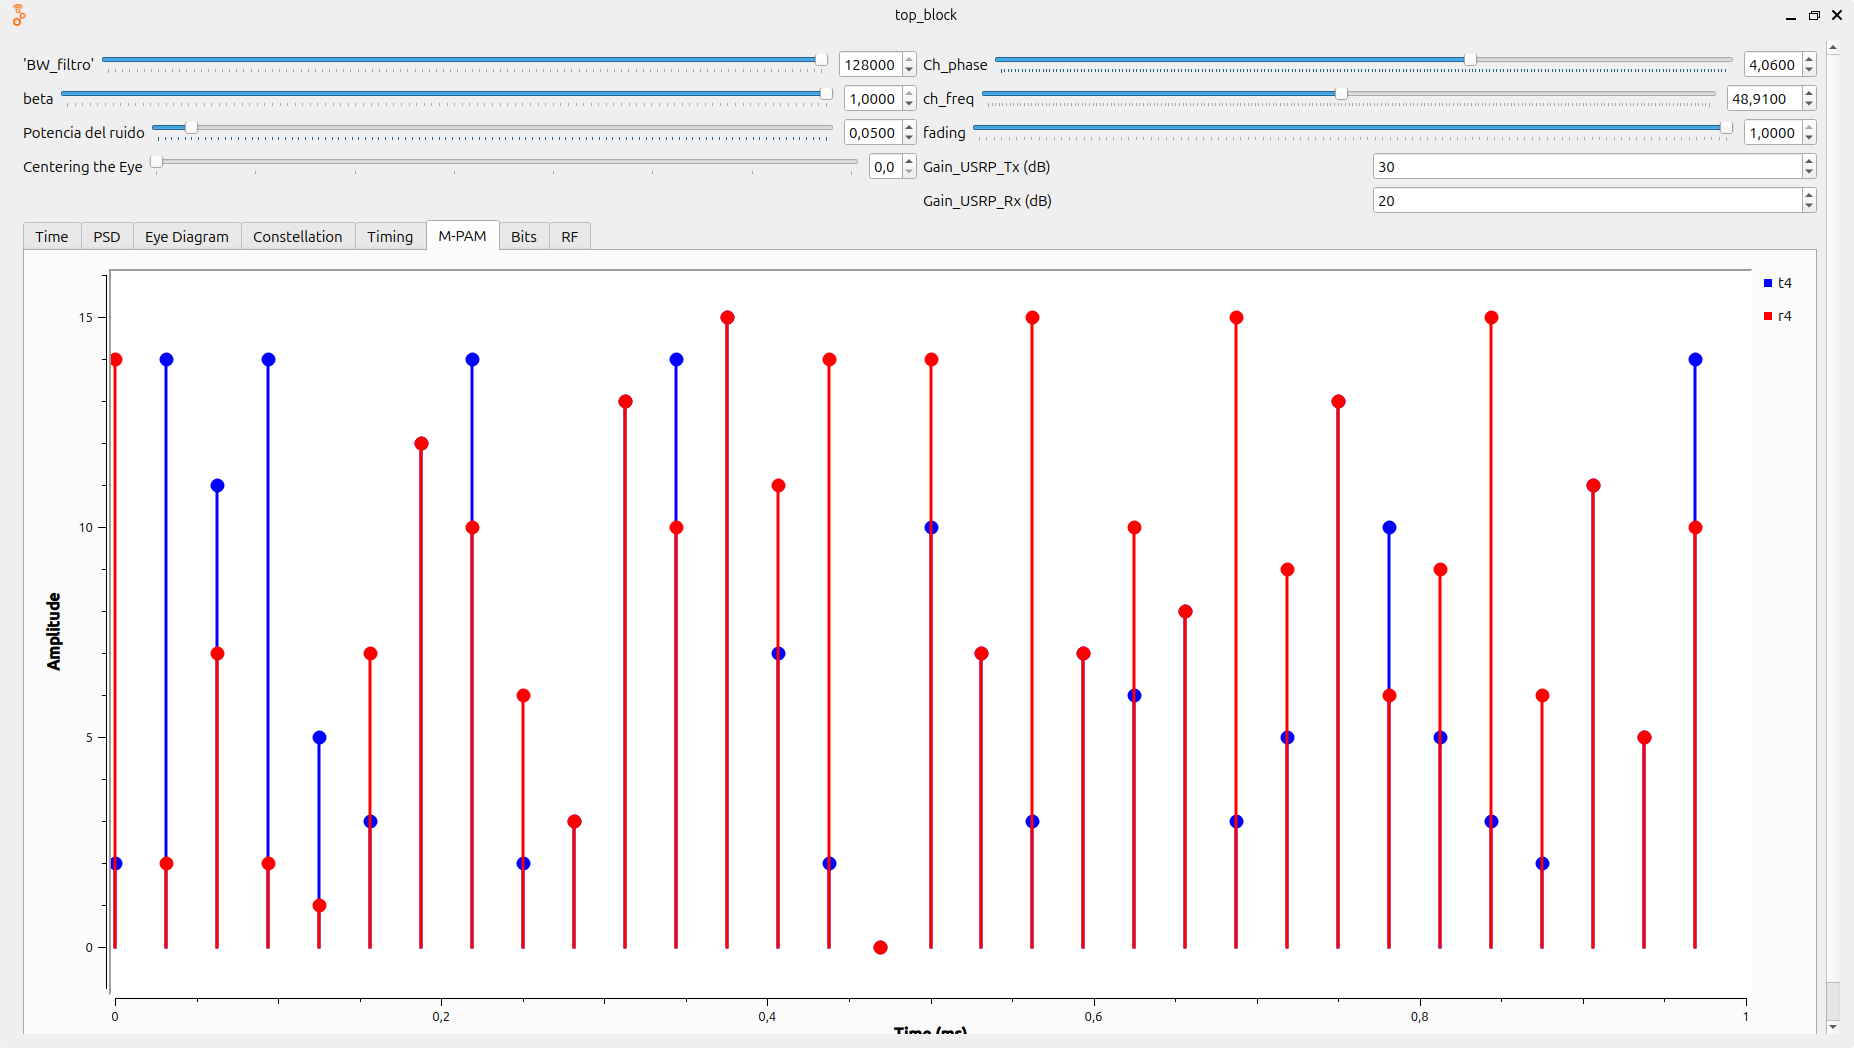 top_block
'BW_filtro' 128000 Ch_phase 4,0600
beta 1,0000 ch_freq 48,9100
Potencia del ruido 0,0500 fading 1,0000
Centering the Eye 0,0 Gain_USRP_Tx (dB) 30
Gain_USRP_Rx (dB) 20
Time PSD Eye Diagram Constellation Timing M-PAM Bits RF
t4
r4
15
10
5
0
Amplitude
0 0,2 0,4 0,6 0,8 1
Time (ms)